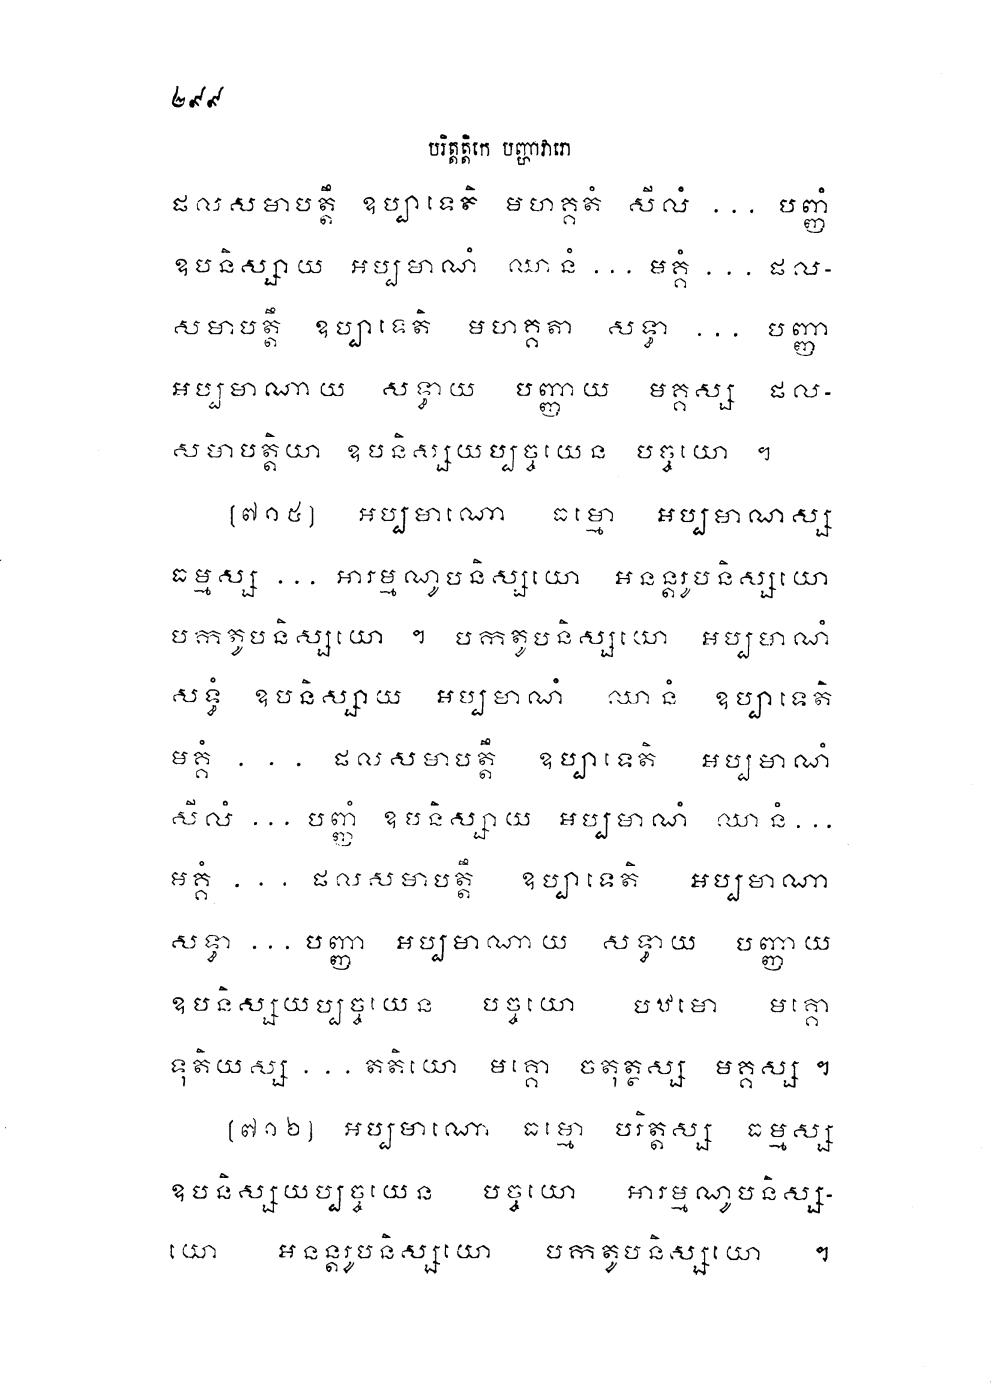 ២៩៩
បរិត្តត្តិកេ បញ្ហាវារោ
ផលសមាបត្តឹ ឧប្បាទេតិ មហគ្គតំ សីលំ ... បញ្ញំ
ឧបនិស្សាយ អប្បមាណំ ឈានំ ... មគ្គំ ... ផល-
សមាបត្តឹ ឧប្បាទេតិ មហគ្គតា សទ្ធា ... បញ្ញា
អប្បមាណាយ សទ្ធាយ បញ្ញាយ មគ្គស្ស ផល-
សមាបត្តិយា ឧបនិស្សយប្បច្ចយេន បច្ចយោ ។
[៧១៥] អប្បមាណោ ធម្មោ អប្បមាណស្ស
ធម្មស្ស ... អារម្មណូបនិស្សយោ អនន្តរូបនិស្សយោ
បកតូបនិស្សយោ ។ បកតូបនិស្សយោ អប្បមាណំ
សទ្ធំ ឧបនិស្សាយ អប្បមាណំ ឈានំ ឧប្បាទេតិ
មគ្គំ ... ផលសមាបត្តឹ ឧប្បាទេតិ អប្បមាណំ
សីលំ ... បញ្ញំ ឧបនិស្សាយ អប្បមាណំ ឈានំ ...
មគ្គំ ... ផលសមាបត្តឹ ឧប្បាទេតិ អប្បមាណា
សទ្ធា ... បញ្ញា អប្បមាណាយ សទ្ធាយ បញ្ញាយ
ឧបនិស្សយប្បច្ចយេន បច្ចយោ បឋមោ មគ្គោ
ទុតិយស្ស ... តតិយោ មគ្គោ ចតុត្ថស្ស មគ្គស្ស ។
[៧១៦] អប្បមាណោ ធម្មោ បរិត្តស្ស ធម្មស្ស
ឧបនិស្សយប្បច្ចយេន បច្ចយោ អារម្មណូបនិស្ស-
យោ អនន្តរូបនិស្សយោ បកតូបនិស្សយោ ។